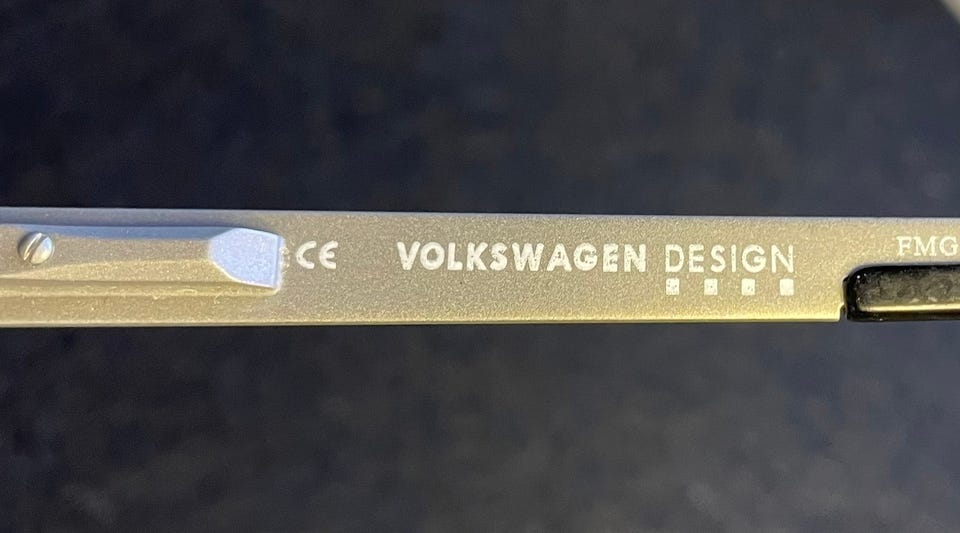 CE VOLKSWAGEN DESIGN FMG